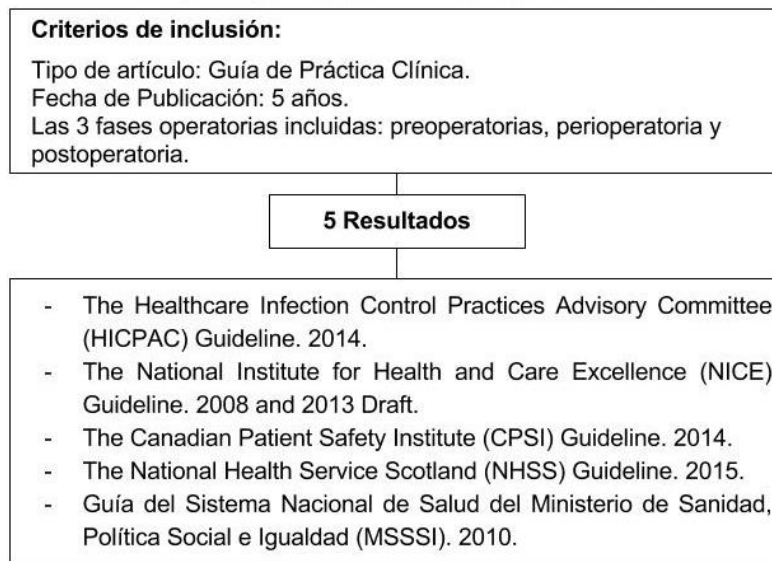 Criterios de inclusión:
Tipo de artículo: Guía de Práctica Clínica.
Fecha de Publicación: 5 años.
Las 3 fases operatorias incluidas: preoperatorias, perioperatoria y
postoperatoria.
5 Resultados
- The Healthcare Infection Control Practices Advisory Committee
(HICPAC) Guideline. 2014.
- The National Institute for Health and Care Excellence (NICE)
Guideline. 2008 and 2013 Draft.
- The Canadian Patient Safety Institute (CPSI) Guideline. 2014.
- The National Health Service Scotland (NHSS) Guideline. 2015.
- Guía del Sistema Nacional de Salud del Ministerio de Sanidad,
Política Social e Igualdad (MSSSI). 2010.